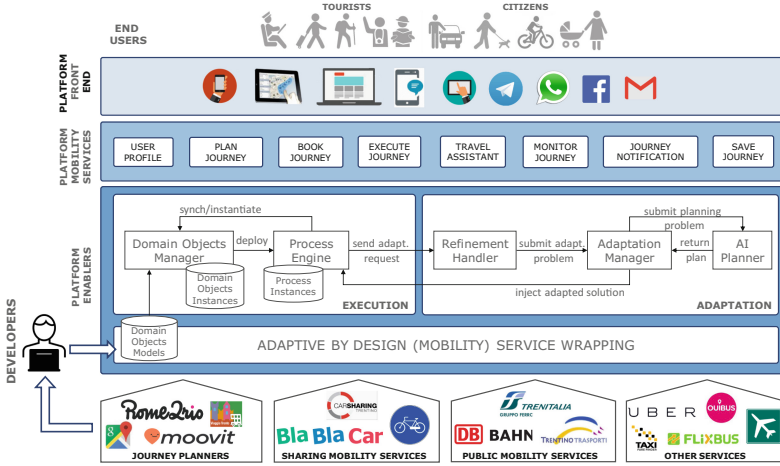 TOURISTS
CITIZENS
END
USERS
PLATFORM
FRONT
END
PLATFORM
MOBILITY
SERVICES
USER
PROFILE
PLAN
JOURNEY
BOOK
JOURNEY
EXECUTE
JOURNEY
TRAVEL
ASSISTANT
MONITOR
JOURNEY
JOURNEY
NOTIFICATION
SAVE
JOURNEY
PLATFORM
ENABLERS
synch/instantiate
Domain Objects
Manager
deploy
Process
Engine
send adapt.
request
Domain
Objects
Instances
Process
Instances
EXECUTION
Refinement
Handler
submit adapt.
problem
Adaptation
Manager
submit planning
problem
return
plan
AI
Planner
inject adapted solution
ADAPTATION
DEVELOPERS
Domain
Objects
Models
ADAPTIVE BY DESIGN (MOBILITY) SERVICE WRAPPING
Rome2rio
moovit
JOURNEY PLANNERS
CARSHARING
TRENTINO
Bla Bla Car
SHARING MOBILITY SERVICES
TRENITALIA
GRUPPO FERR.
DB BAHN
TRENTINO TRASPORTI
PUBLIC MOBILITY SERVICES
UBER
OUIBUS
TAXI
FLiXBUS
OTHER SERVICES